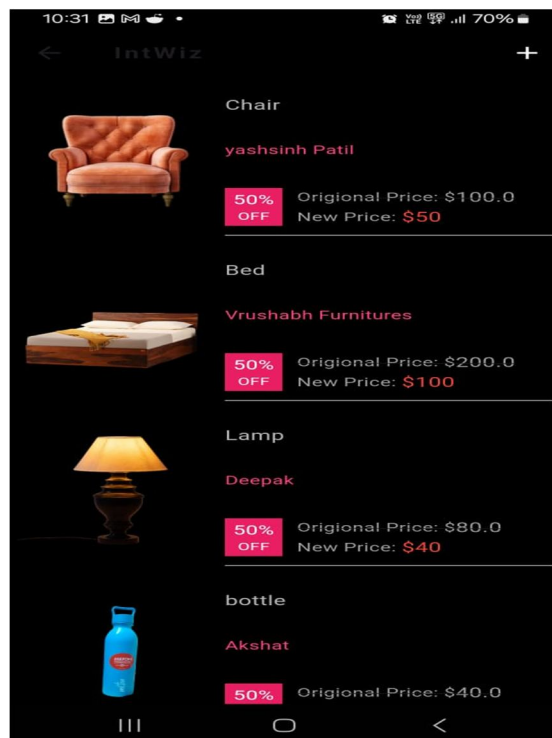 10:31 70%
IntWiz
Chair
yashsinh Patil
50% OFF
Origional Price: $100.0
New Price: $50
Bed
Vrushabh Furnitures
50% OFF
Origional Price: $200.0
New Price: $100
Lamp
Deepak
50% OFF
Origional Price: $80.0
New Price: $40
bottle
Akshat
50%
Origional Price: $40.0